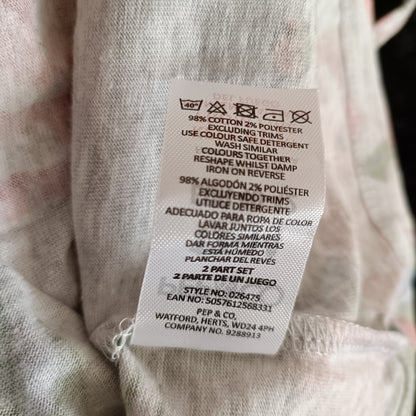 40°
98% COTTON 2% POLYESTER
EXCLUDING TRIMS
USE COLOUR SAFE DETERGENT
WASH SIMILAR
COLOURS TOGETHER
RESHAPE WHILST DAMP
IRON ON REVERSE
98% ALGODÓN 2% POLIÉSTER
EXCLUYENDO TRIMS
UTILICE DETERGENTE
ADECUADO PARA ROPA DE COLOR
LAVAR JUNTOS LOS
COLORES SIMILARES
DAR FORMA MIENTRAS
ESTÁ HÚMEDO
PLANCHAR DEL REVÉS
2 PART SET
2 PARTE DE UN JUEGO
STYLE NO: 026475
EAN NO: 5057612568331
PEP & CO.
WATFORD, HERTS, WD24 4PH
COMPANY NO. 9288913